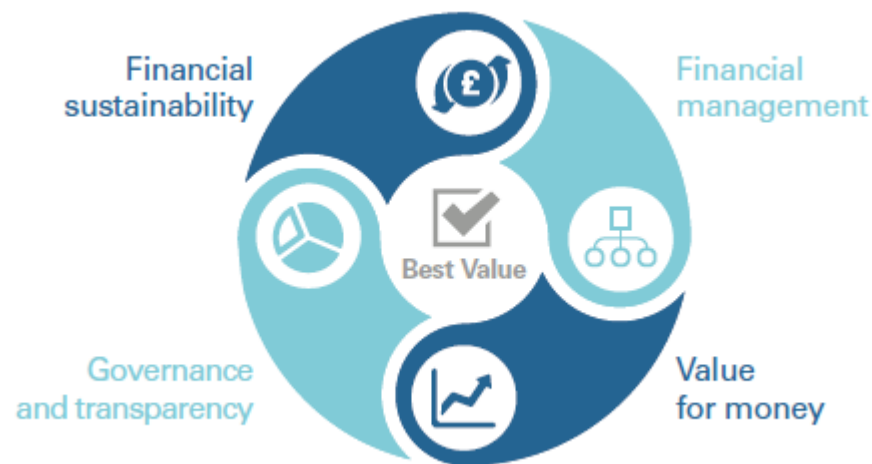 Financial
sustainability
£
Financial
management
Best Value
Governance
and transparency
Value
for money